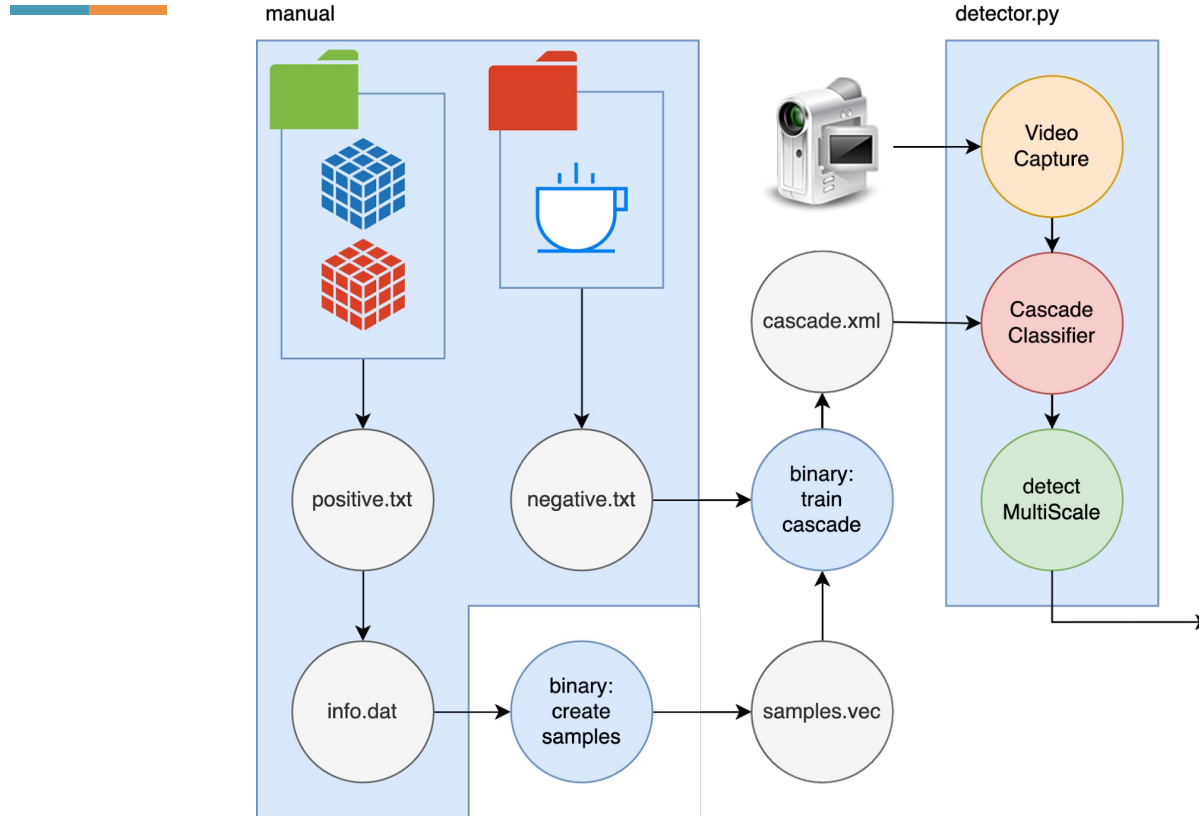 manual
detector.py
Video
Capture
cascade.xml
Cascade
Classifier
positive.txt
negative.txt
binary:
train
cascade
detect
MultiScale
info.dat
binary:
create
samples
samples.vec